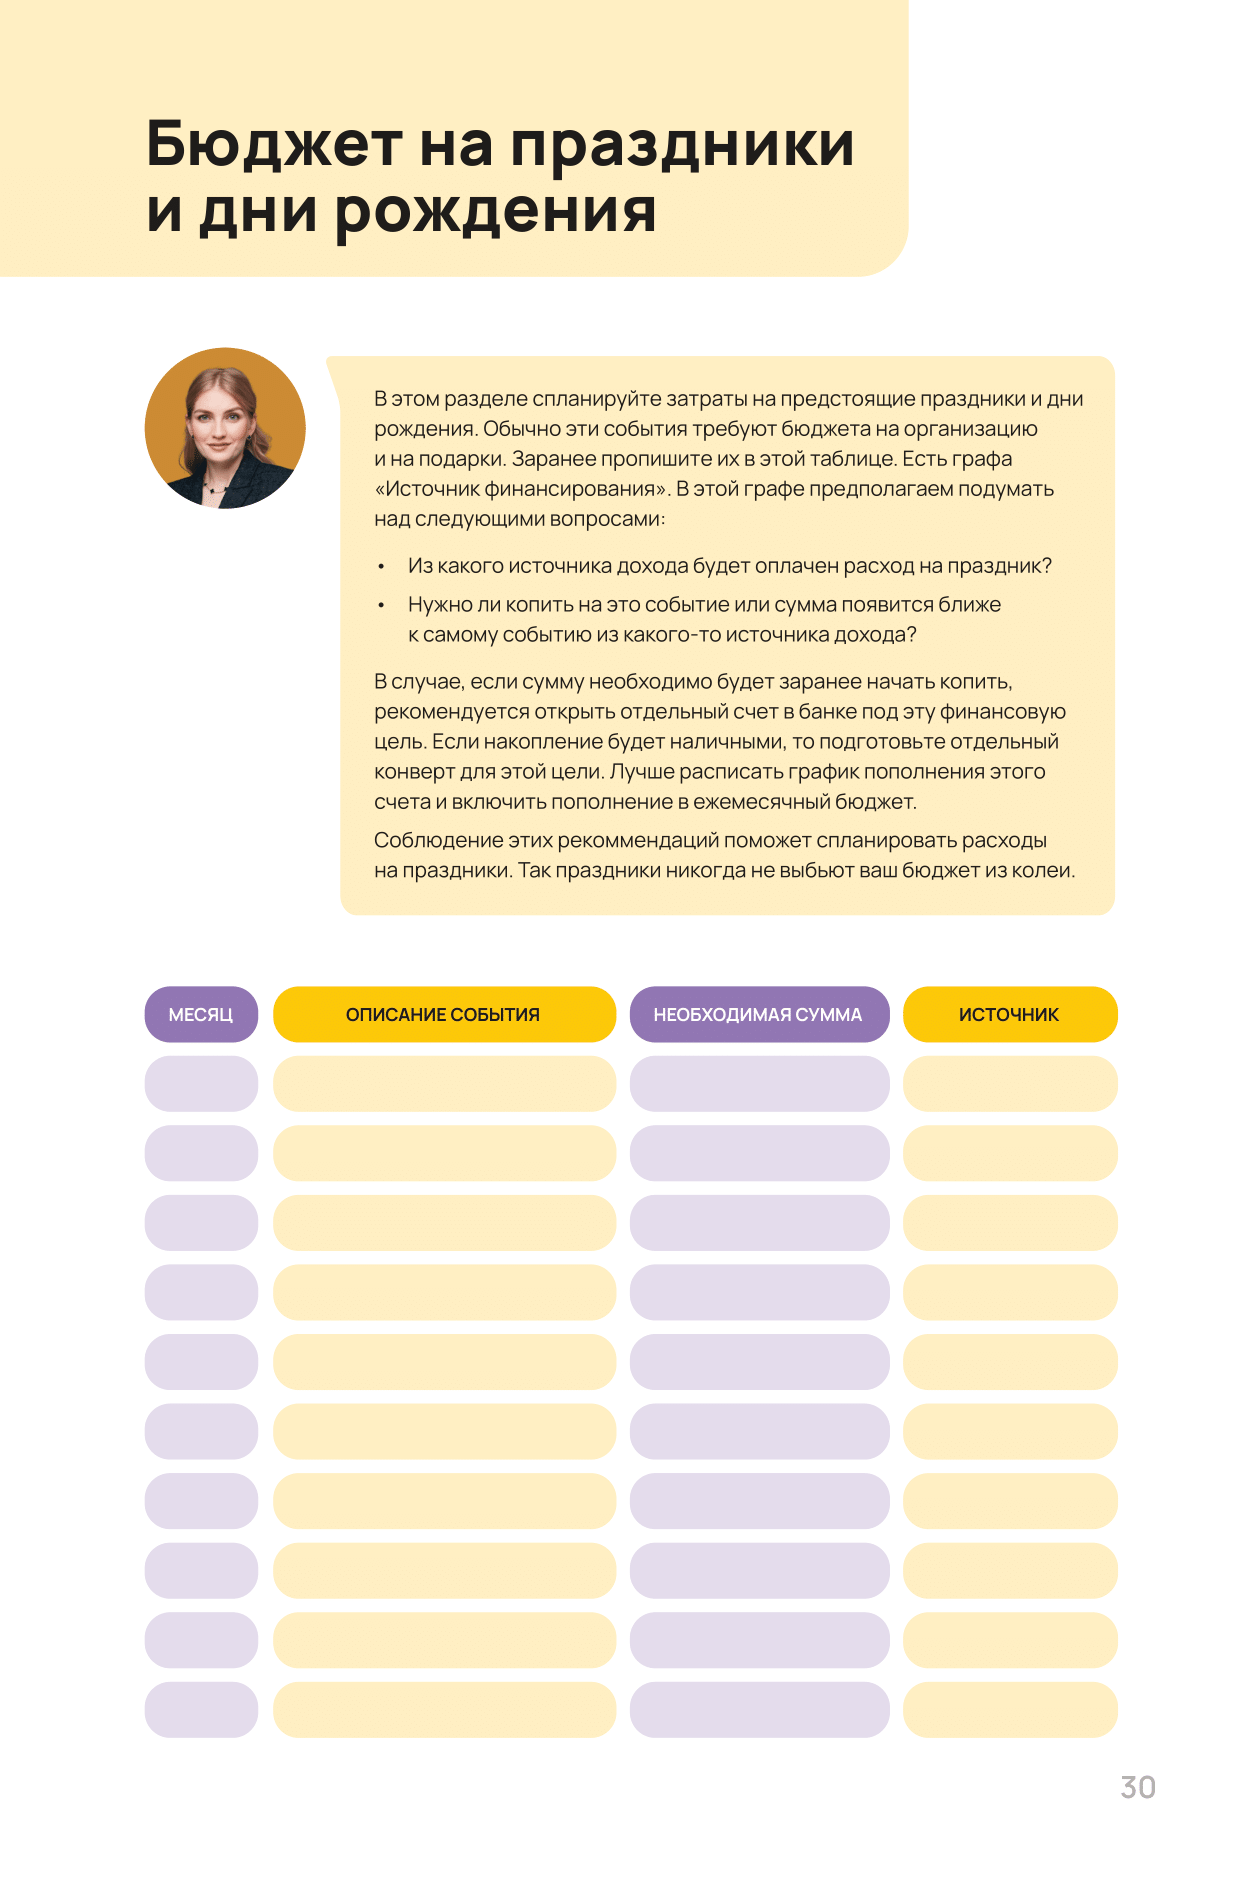 Бюджет на праздники
и дни рождения
В этом разделе спланируйте затраты на предстоящие праздники и дни
рождения. Обычно эти события требуют бюджета на организацию
и на подарки. Заранее пропишите их в этой таблице. Есть графа
«Источник финансирования». В этой графе предполагаем подумать
над следующими вопросами:
• Из какого источника дохода будет оплачен расход на праздник?
• Нужно ли копить на это событие или сумма появится ближе
к самому событию из какого-то источника дохода?
В случае, если сумму необходимо будет заранее начать копить,
рекомендуется открыть отдельный счет в банке под эту финансовую
цель. Если накопление будет наличными, то подготовьте отдельный
конверт для этой цели. Лучше расписать график пополнения этого
счета и включить пополнение в ежемесячный бюджет.
Соблюдение этих рекоммендаций поможет спланировать расходы
на праздники. Так праздники никогда не выбьют ваш бюджет из колеи.
МЕСЯЦ ОПИСАНИЕ СОБЫТИЯ НЕОБХОДИМАЯ СУММА ИСТОЧНИК
30